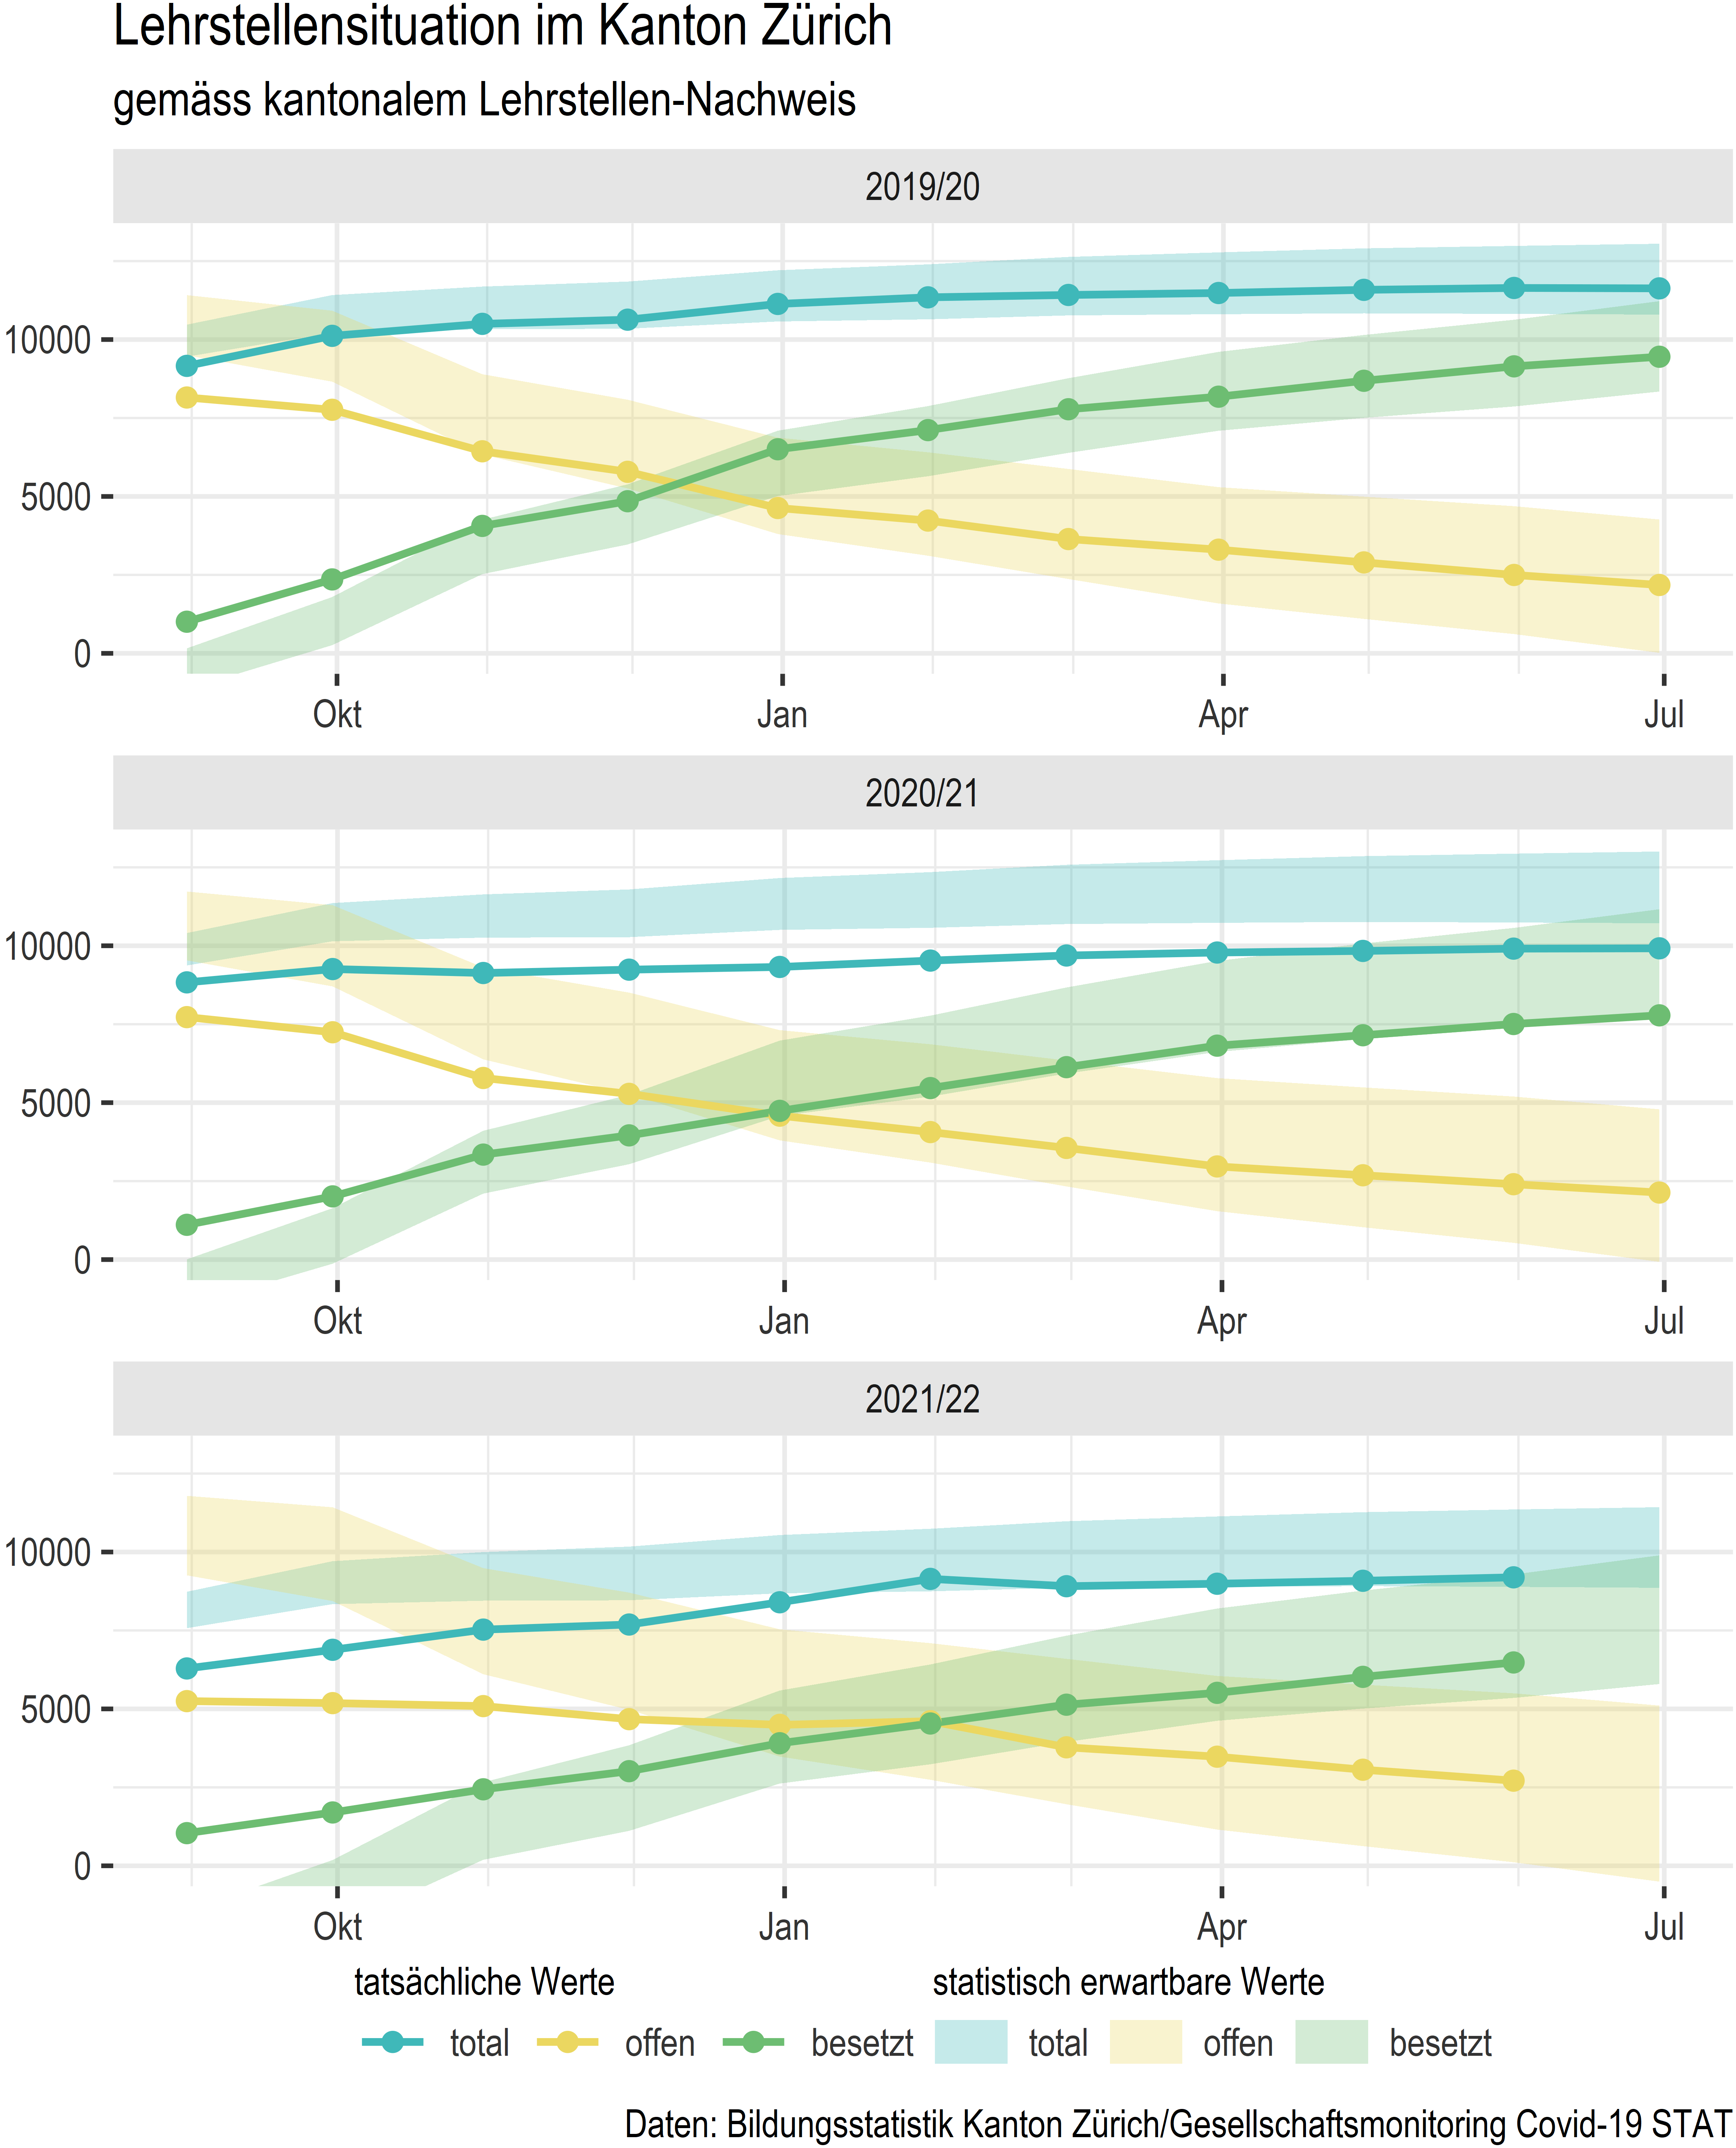 Lehrstellensituation im Kanton Zürich
gemäss kantonalem Lehrstellen-Nachweis
2019/20
10000
5000
0
Okt Jan Apr Jul
2020/21
10000
5000
0
Okt Jan Apr Jul
2021/22
10000
5000
0
Okt Jan Apr Jul
tatsächliche Werte statistisch erwartbare Werte
total offen besetzt total offen besetzt
Daten: Bildungsstatistik Kanton Zürich/Gesellschaftsmonitoring Covid-19 STAT